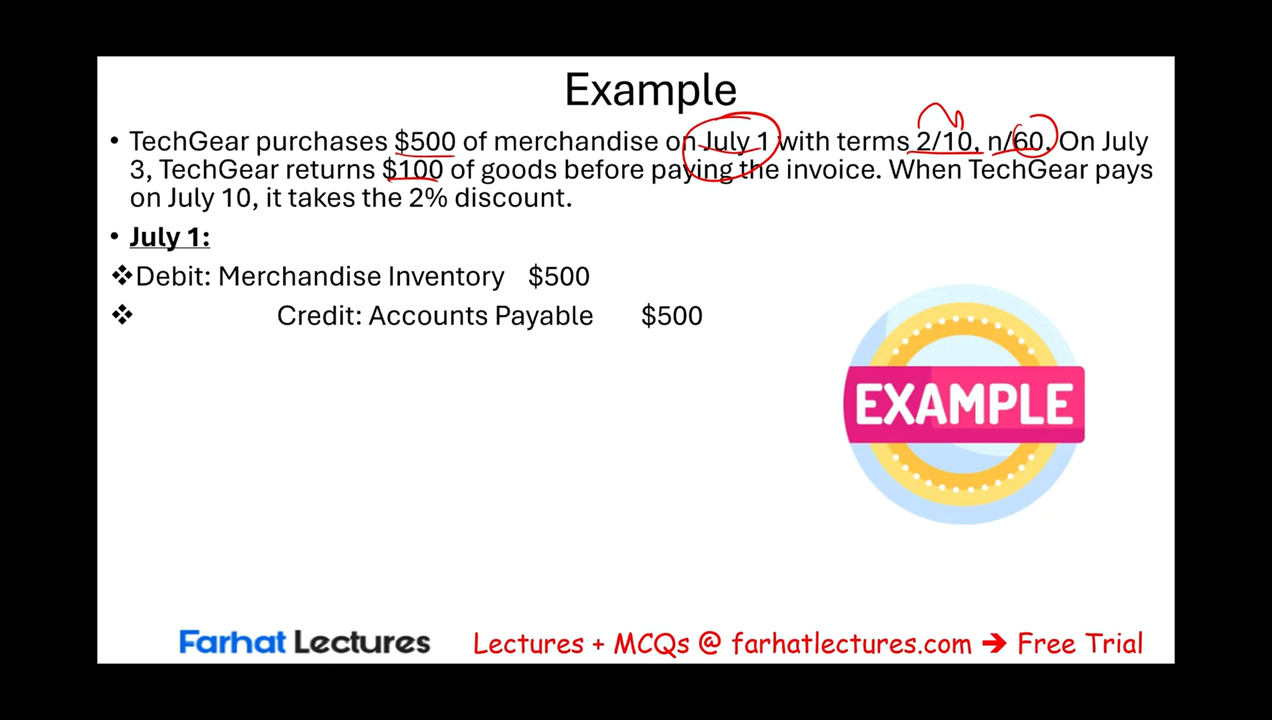 Example
• TechGear purchases $500 of merchandise on July 1 with terms 2/10, n/60. On July
3, TechGear returns $100 of goods before paying the invoice. When TechGear pays
on July 10, it takes the 2% discount.
• July 1:
❖Debit: Merchandise Inventory $500
❖ Credit: Accounts Payable $500
EXAMPLE
Farhat Lectures Lectures + MCQs @ farhatlectures.com ➔ Free Trial